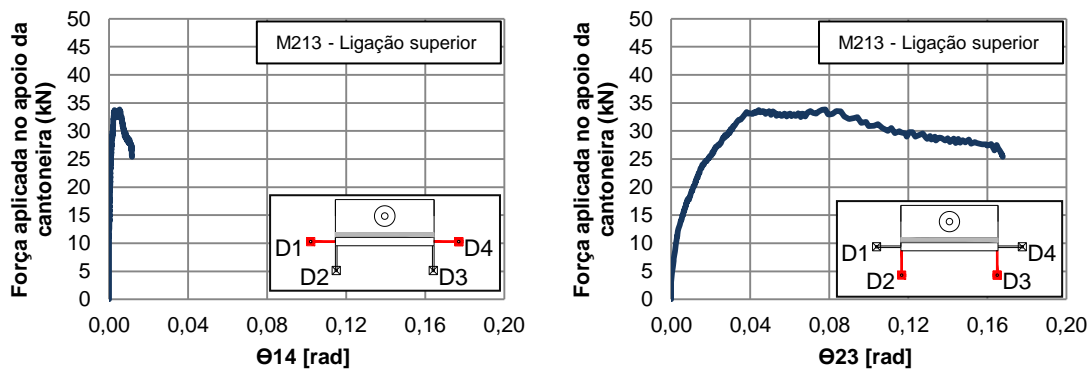 Força aplicada no apoio da
cantoneira (kN)
50
45
40
35
30
25
20
15
10
5
0
M213 - Ligação superior
D1
D4
D2
D3
0,00
0,04
0,08
0,12
0,16
0,20
Ɵ14 [rad]
Força aplicada no apoio da
cantoneira (kN)
50
45
40
35
30
25
20
15
10
5
0
M213 - Ligação superior
D1
D4
D2
D3
0,00
0,04
0,08
0,12
0,16
0,20
Ɵ23 [rad]